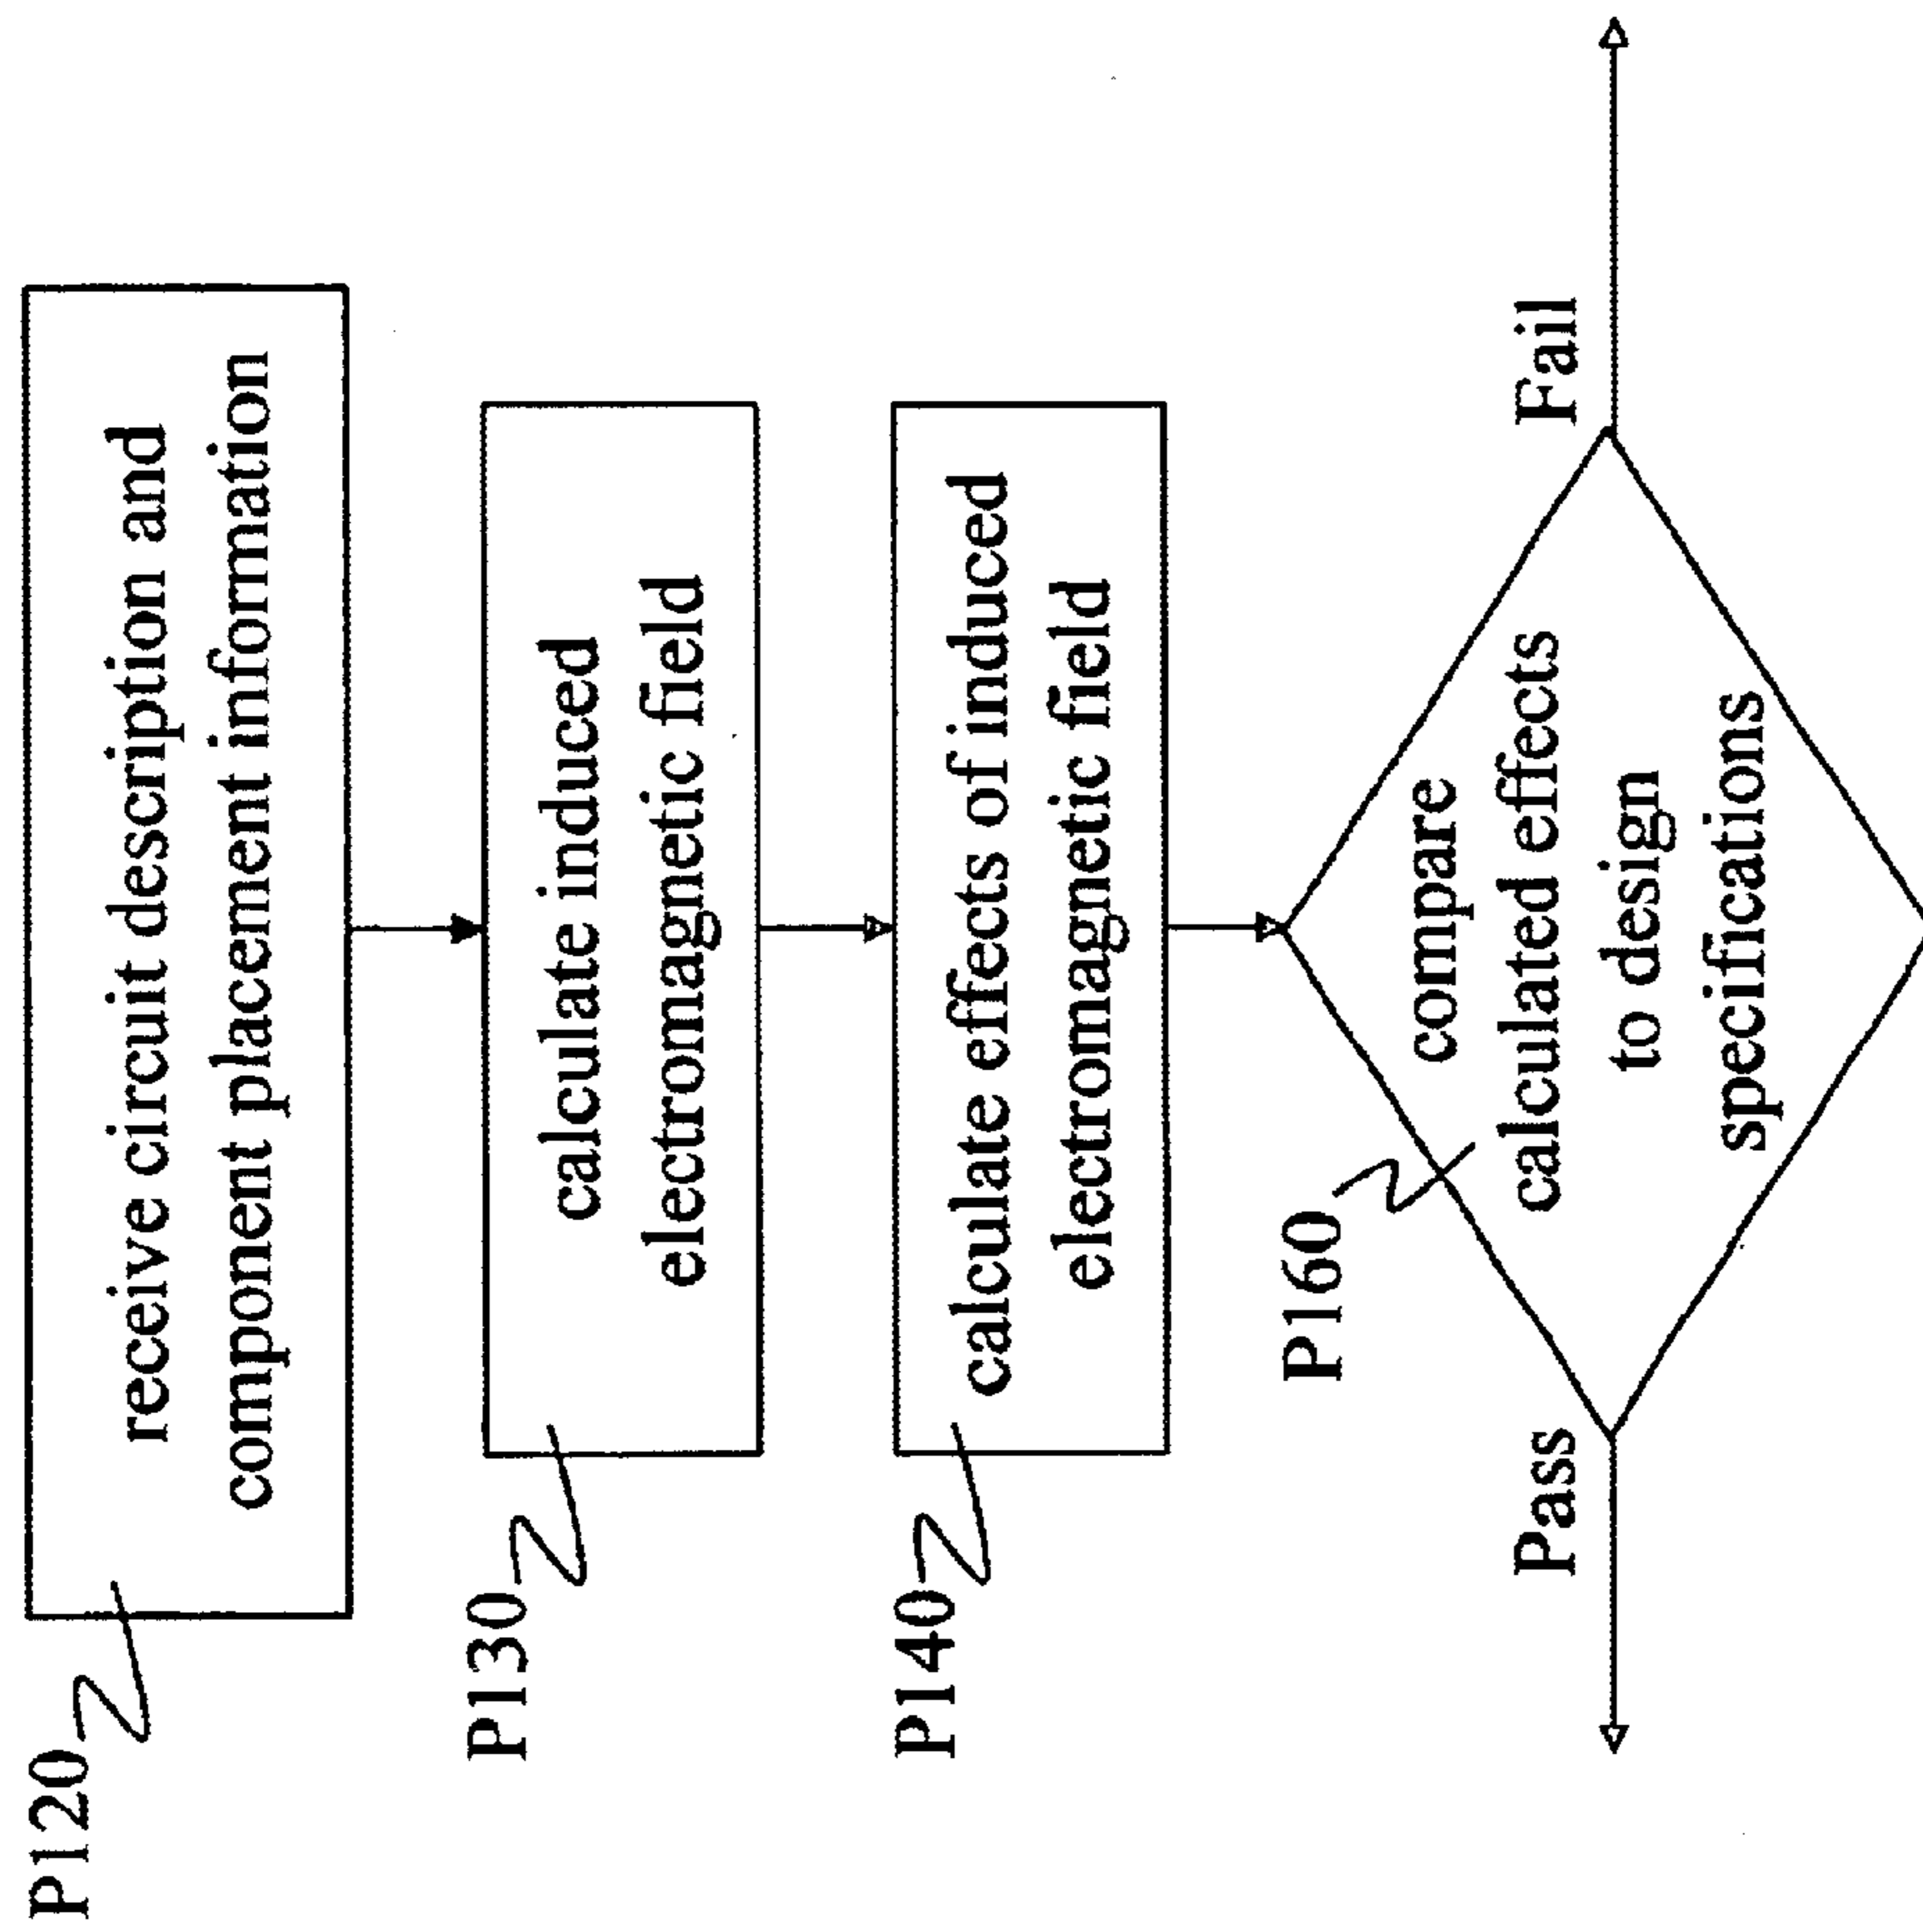 P120
receive circuit description and
component placement information
P130
calculate induced
electromagnetic field
P140
calculate effects of induced
electromagnetic field
P160
compare
calculated effects
to design
specifications
Pass
Fail